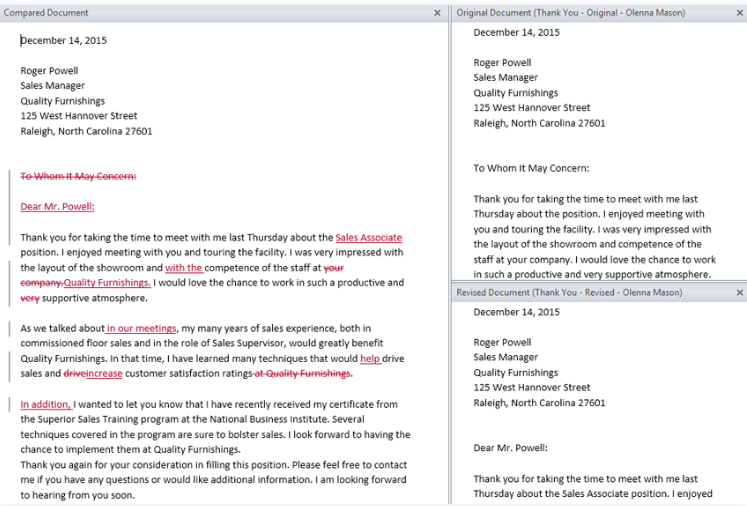 Compared Document
December 14, 2015
Roger Powell
Sales Manager
Quality Furnishings
125 West Hannover Street
Raleigh, North Carolina 27601
To Whom It May Concern:
Dear Mr. Powell:
Thank you for taking the time to meet with me last Thursday about the Sales Associate
position. I enjoyed meeting with you and touring the facility. I was very impressed with
the layout of the showroom and with the competence of the staff at your
company.Quality Furnishings. I would love the chance to work in such a productive and
very supportive atmosphere.
As we talked about in our meetings, my many years of sales experience, both in
commissioned floor sales and in the role of Sales Supervisor, would greatly benefit
Quality Furnishings. In that time, I have learned many techniques that would help drive
sales and driveincrease customer satisfaction ratings at Quality Furnishings.
In addition, I wanted to let you know that I have recently received my certificate from
the Superior Sales Training program at the National Business Institute. Several
techniques covered in the program are sure to bolster sales. I look forward to having the
chance to implement them at Quality Furnishings.
Thank you again for your consideration in filling this position. Please feel free to contact
me if you have any questions or would like additional information. I am looking forward
to hearing from you soon.
Original Document (Thank You - Original - Olenna Mason)
December 14, 2015
Roger Powell
Sales Manager
Quality Furnishings
125 West Hannover Street
Raleigh, North Carolina 27601
To Whom It May Concern:
Thank you for taking the time to meet with me last
Thursday about the position. I enjoyed meeting with
you and touring the facility. I was very impressed with
the layout of the showroom and competence of the
staff at your company. I would love the chance to work
in such a productive and very supportive atmosphere.
Revised Document (Thank You - Revised - Olenna Mason)
December 14, 2015
Roger Powell
Sales Manager
Quality Furnishings
125 West Hannover Street
Raleigh, North Carolina 27601
Dear Mr. Powell:
Thank you for taking the time to meet with me last
Thursday about the Sales Associate position. I enjoyed